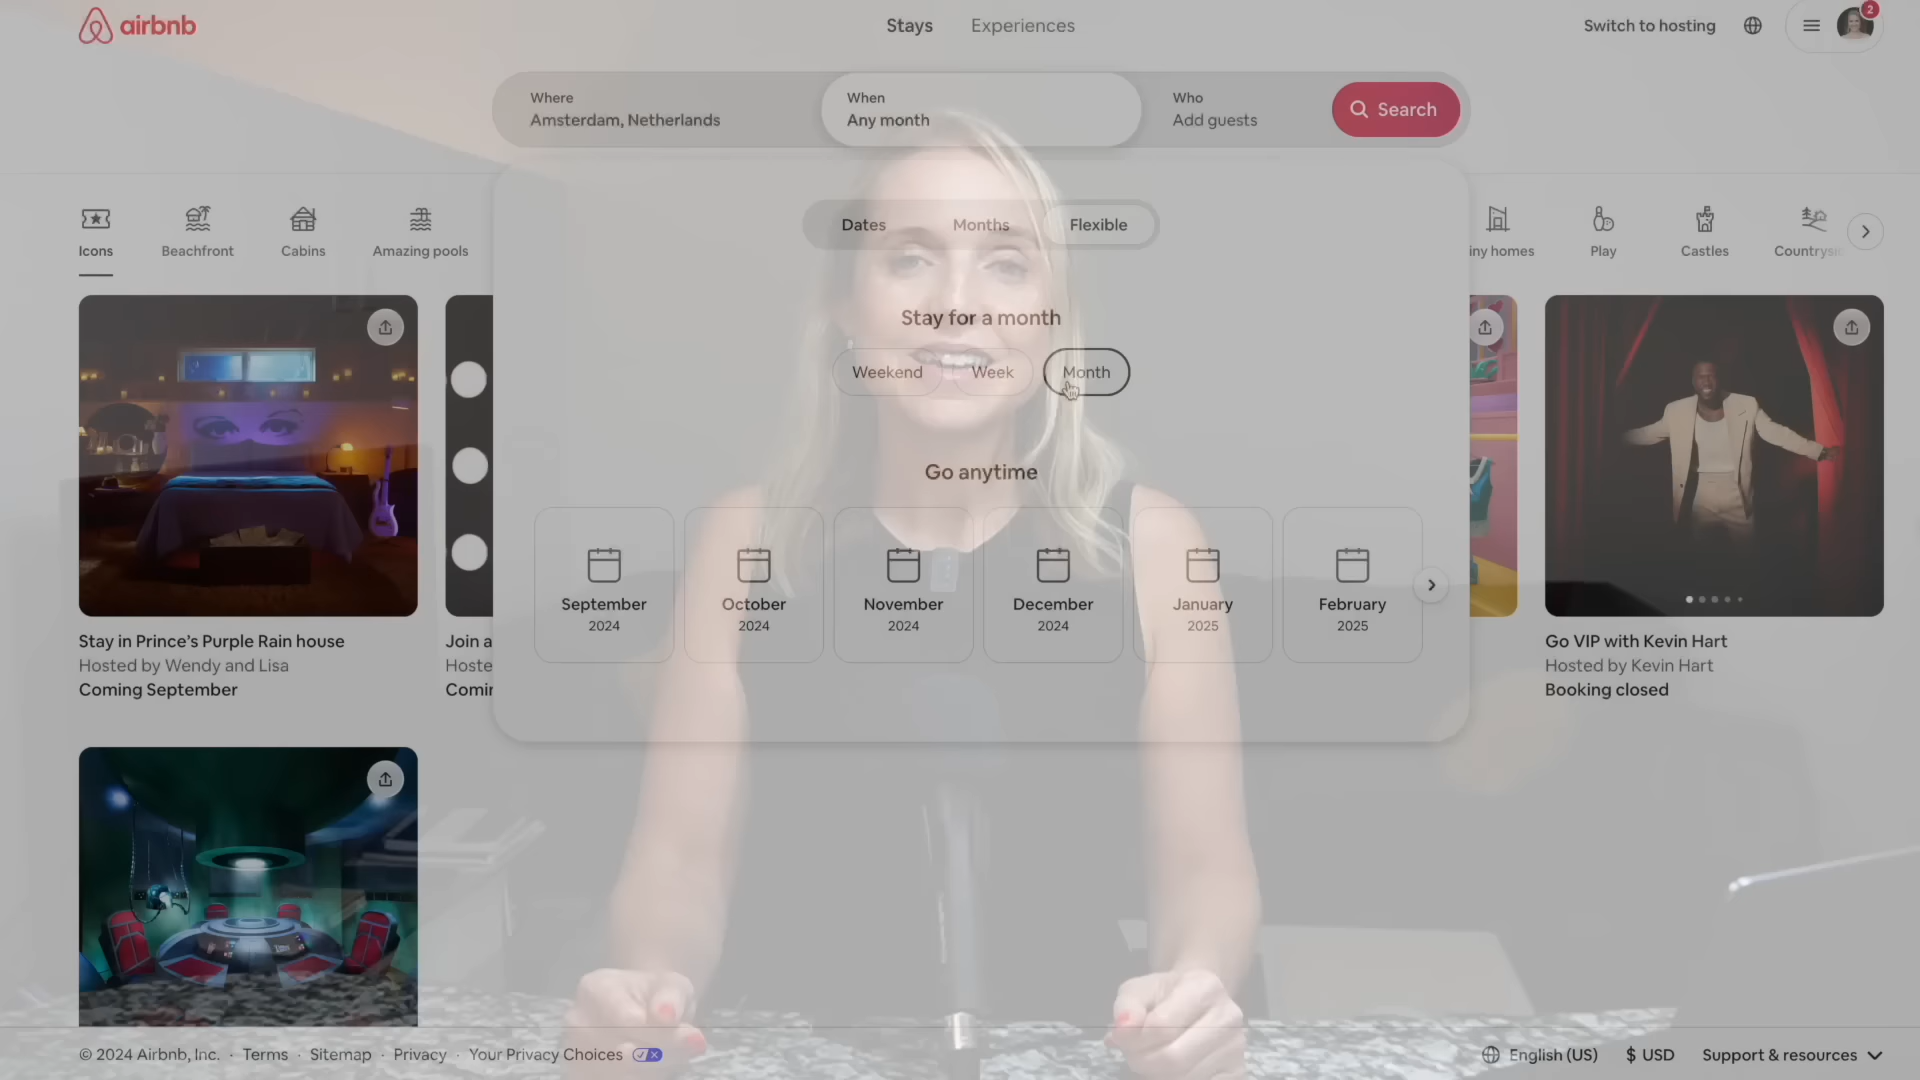 airbnb
Stays Experiences
Switch to hosting
2
Where
Amsterdam, Netherlands
When
Any month
Who
Add guests
Search
Icons
Beachfront
Cabins
Amazing pools
iny homes
Play
Castles
Countrysi
Dates Months Flexible
Stay for a month
Weekend Week Month
Go anytime
September
2024
October
2024
November
2024
December
2024
January
2025
February
2025
Stay in Prince’s Purple Rain house
Hosted by Wendy and Lisa
Coming September
Join a
Hoste
Comin
Go VIP with Kevin Hart
Hosted by Kevin Hart
Booking closed
© 2024 Airbnb, Inc. · Terms · Sitemap · Privacy · Your Privacy Choices
English (US) $ USD Support & resources